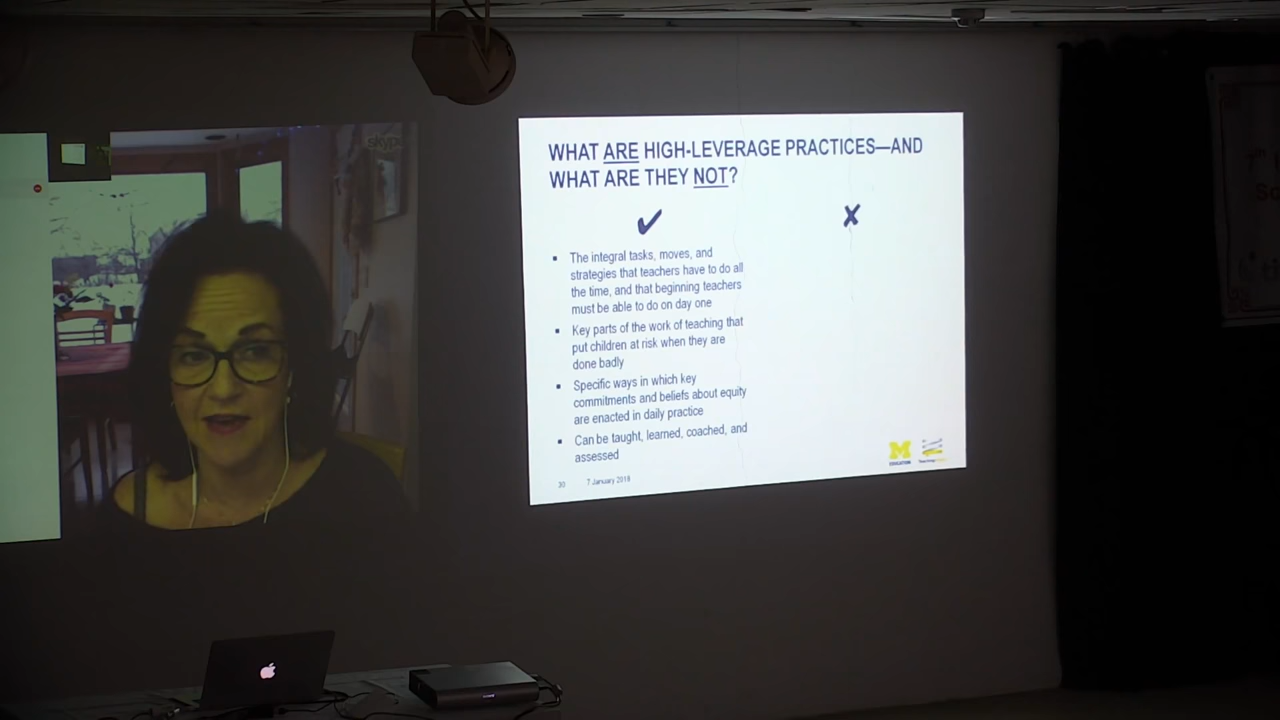 skype
WHAT ARE HIGH-LEVERAGE PRACTICES—AND
WHAT ARE THEY NOT?
✔
✘
▪ The integral tasks, moves, and
strategies that teachers have to do all
the time, and that beginning teachers
must be able to do on day one
▪ Key parts of the work of teaching that
put children at risk when they are
done badly
▪ Specific ways in which key
commitments and beliefs about equity
are enacted in daily practice
▪ Can be taught, learned, coached, and
assessed
M
EDUCATION
30
7 January 2019